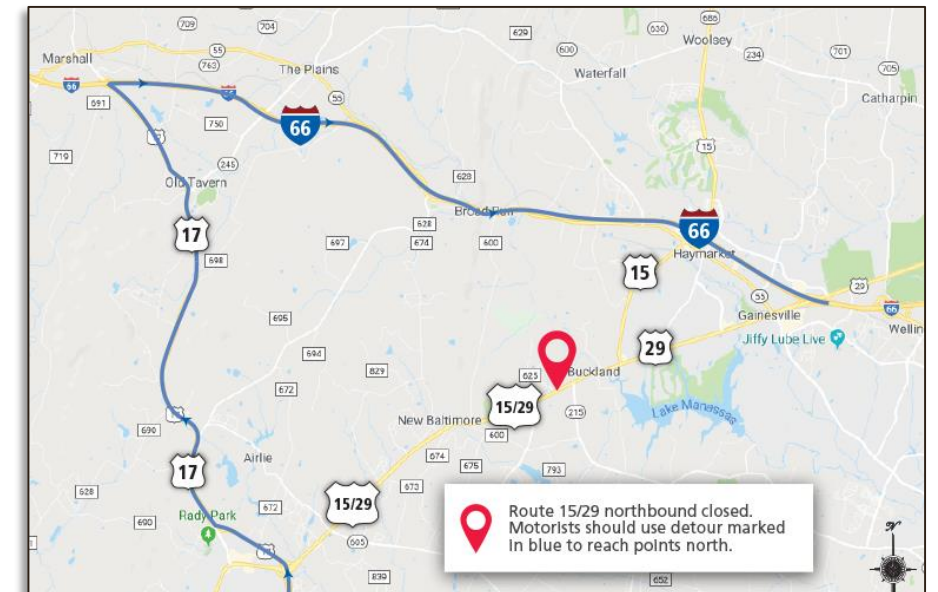 709
704
688
629
630
Woolsey
55
600
234
701
Marshall
763
The Plains
Waterfall
705
66
55
691
66
Catharpin
750
15
719
245
Old Tavern
628
17
Broad Run
66
628
697
674
600
698
Haymarket
15
29
55
695
Gainesville
66
29
Wellin
694
Jiffy Lube Live
829
625
Buckland
672
15/29
215
Lake Manassas
New Baltimore
690
600
674
Airlie
17
675
793
673
628
15/29
672
690
Rady Park
Route 15/29 northbound closed.
Motorists should use detour marked
in blue to reach points north.
605
839
652